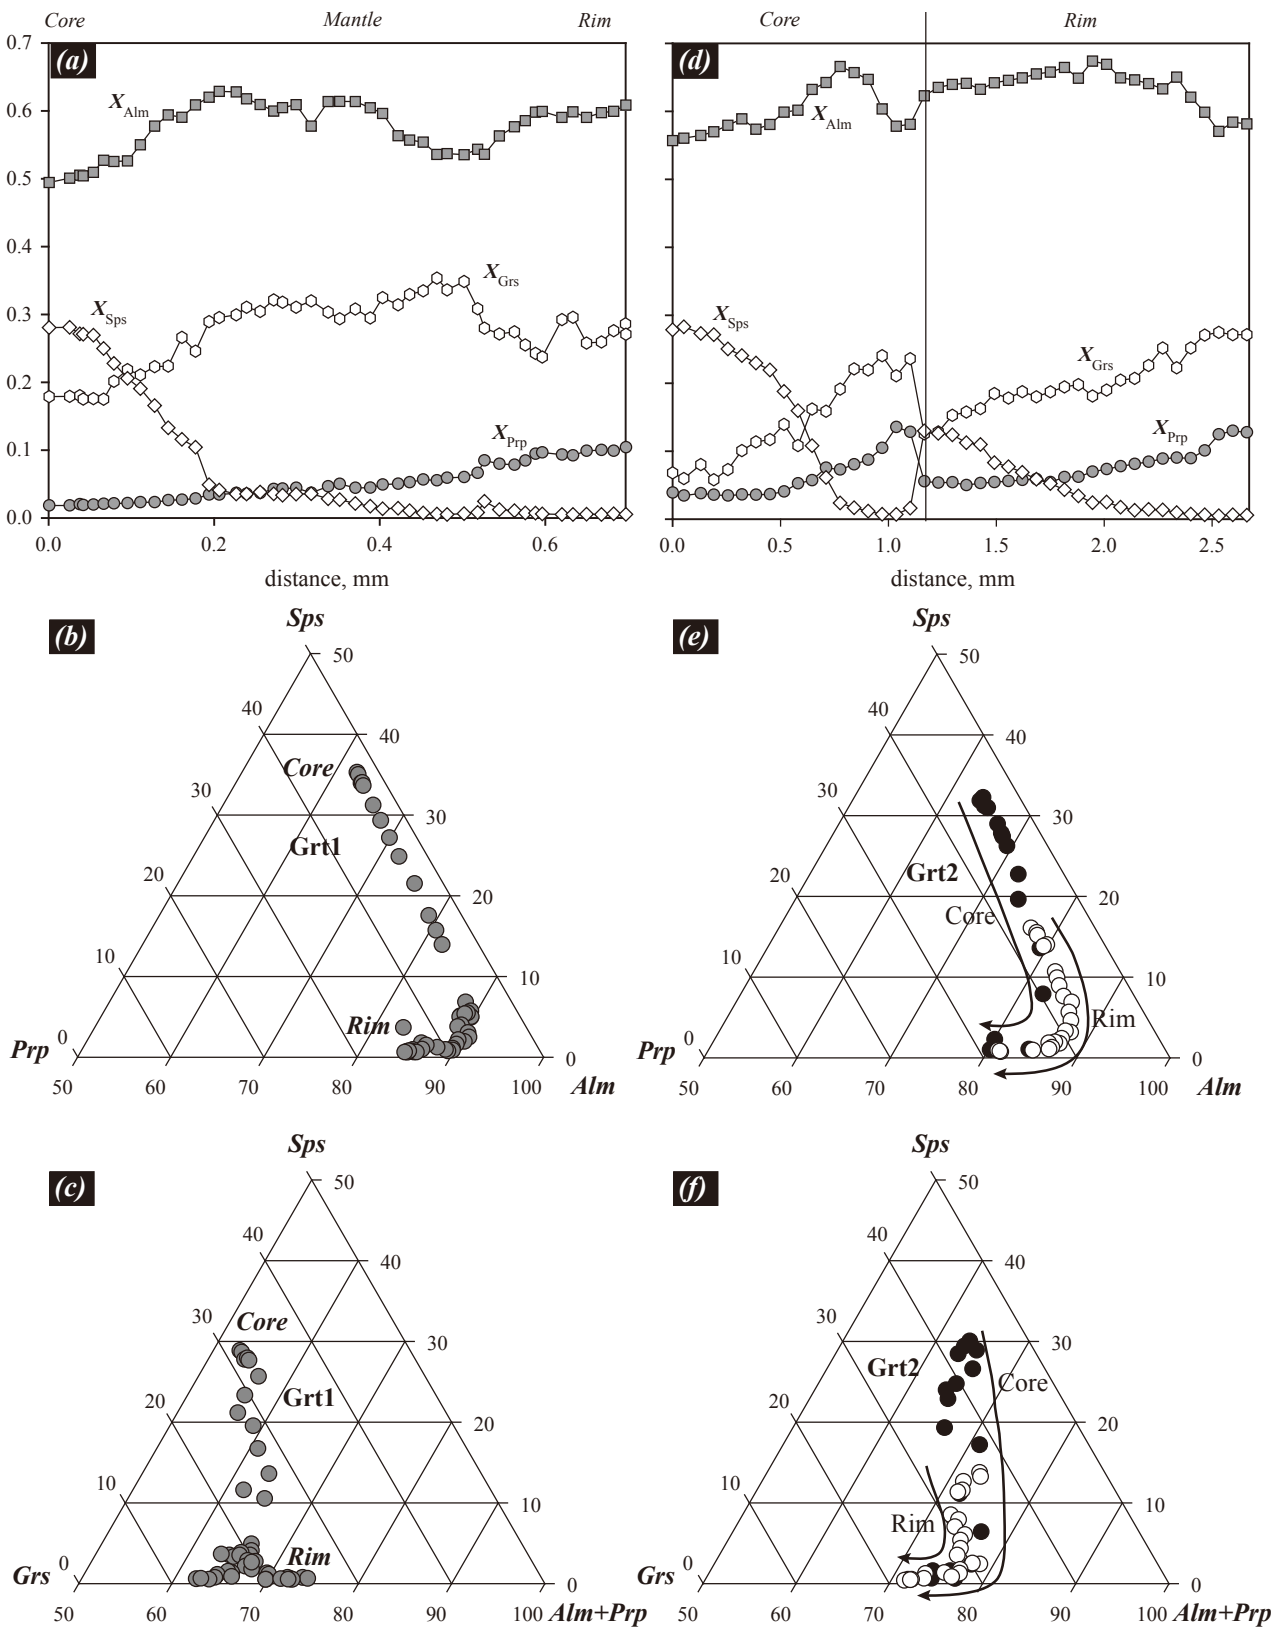 Core Mantle Rim
(a)
0.7
0.6
0.5
0.4
0.3
0.2
0.1
0.0
XAlm
XGrs
XSps
XPrp
0.0 0.2 0.4 0.6
distance, mm
Core Rim
(d)
XAlm
XSps
XGrs
XPrp
0.0 0.5 1.0 1.5 2.0 2.5
distance, mm
(b)
Sps
50
40
40
Core
30
30
Grt1
20
20
10
10
Rim
Prp 0
0
50 60 70 80 90 100 Alm
(e)
Sps
50
40
40
30
30
Grt2
20
20
Core
10
10
Rim
Prp 0
0
50 60 70 80 90 100 Alm
(c)
Sps
50
40
40
30
Core
30
Grt1
20
20
10
10
Rim
Grs 0
0
50 60 70 80 90 100 Alm+Prp
(f)
Sps
50
40
40
30
30
Grt2
Core
20
20
10
10
Rim
Grs 0
0
50 60 70 80 90 100 Alm+Prp